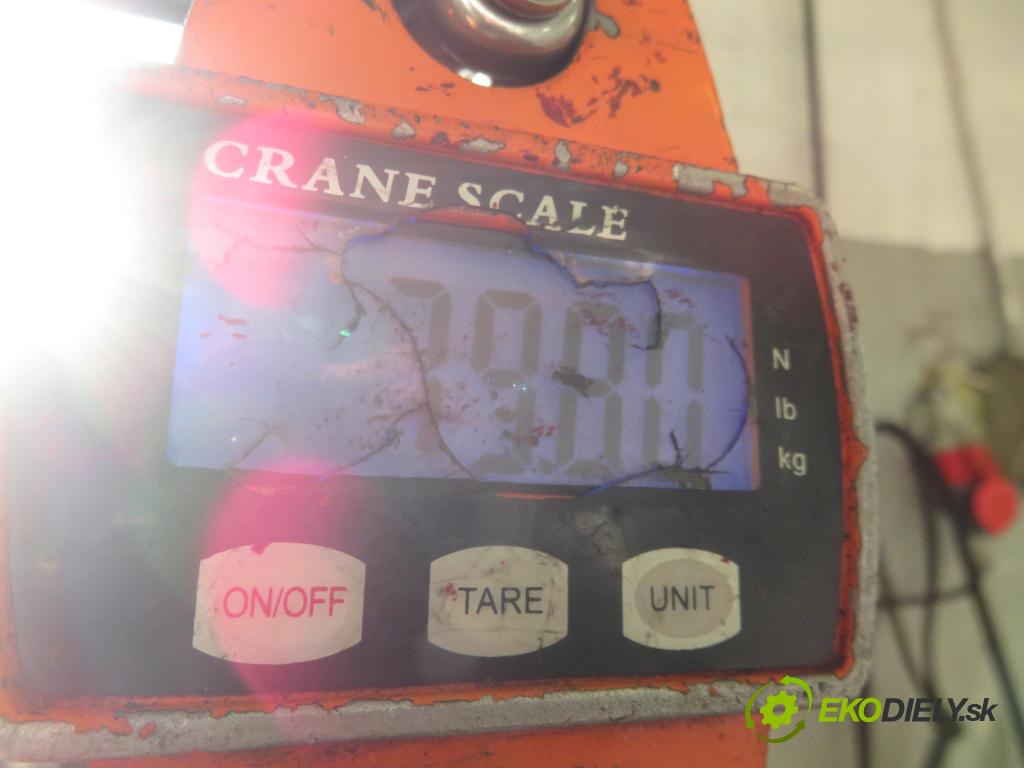 CRANE SCALE
N
lb
kg
ON/OFF TARE UNIT
EKODIELY.sk